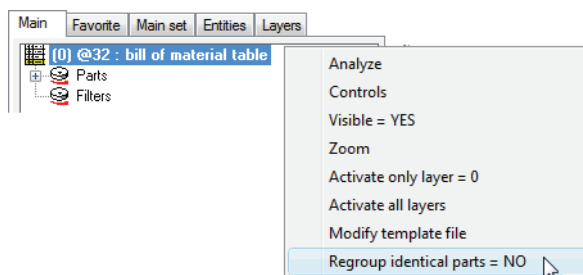 Main Favorite Main set Entities Layers
(0) @32 : bill of material table
Parts
Filters
Analyze
Controls
Visible = YES
Zoom
Activate only layer = 0
Activate all layers
Modify template file
Regroup identical parts = NO